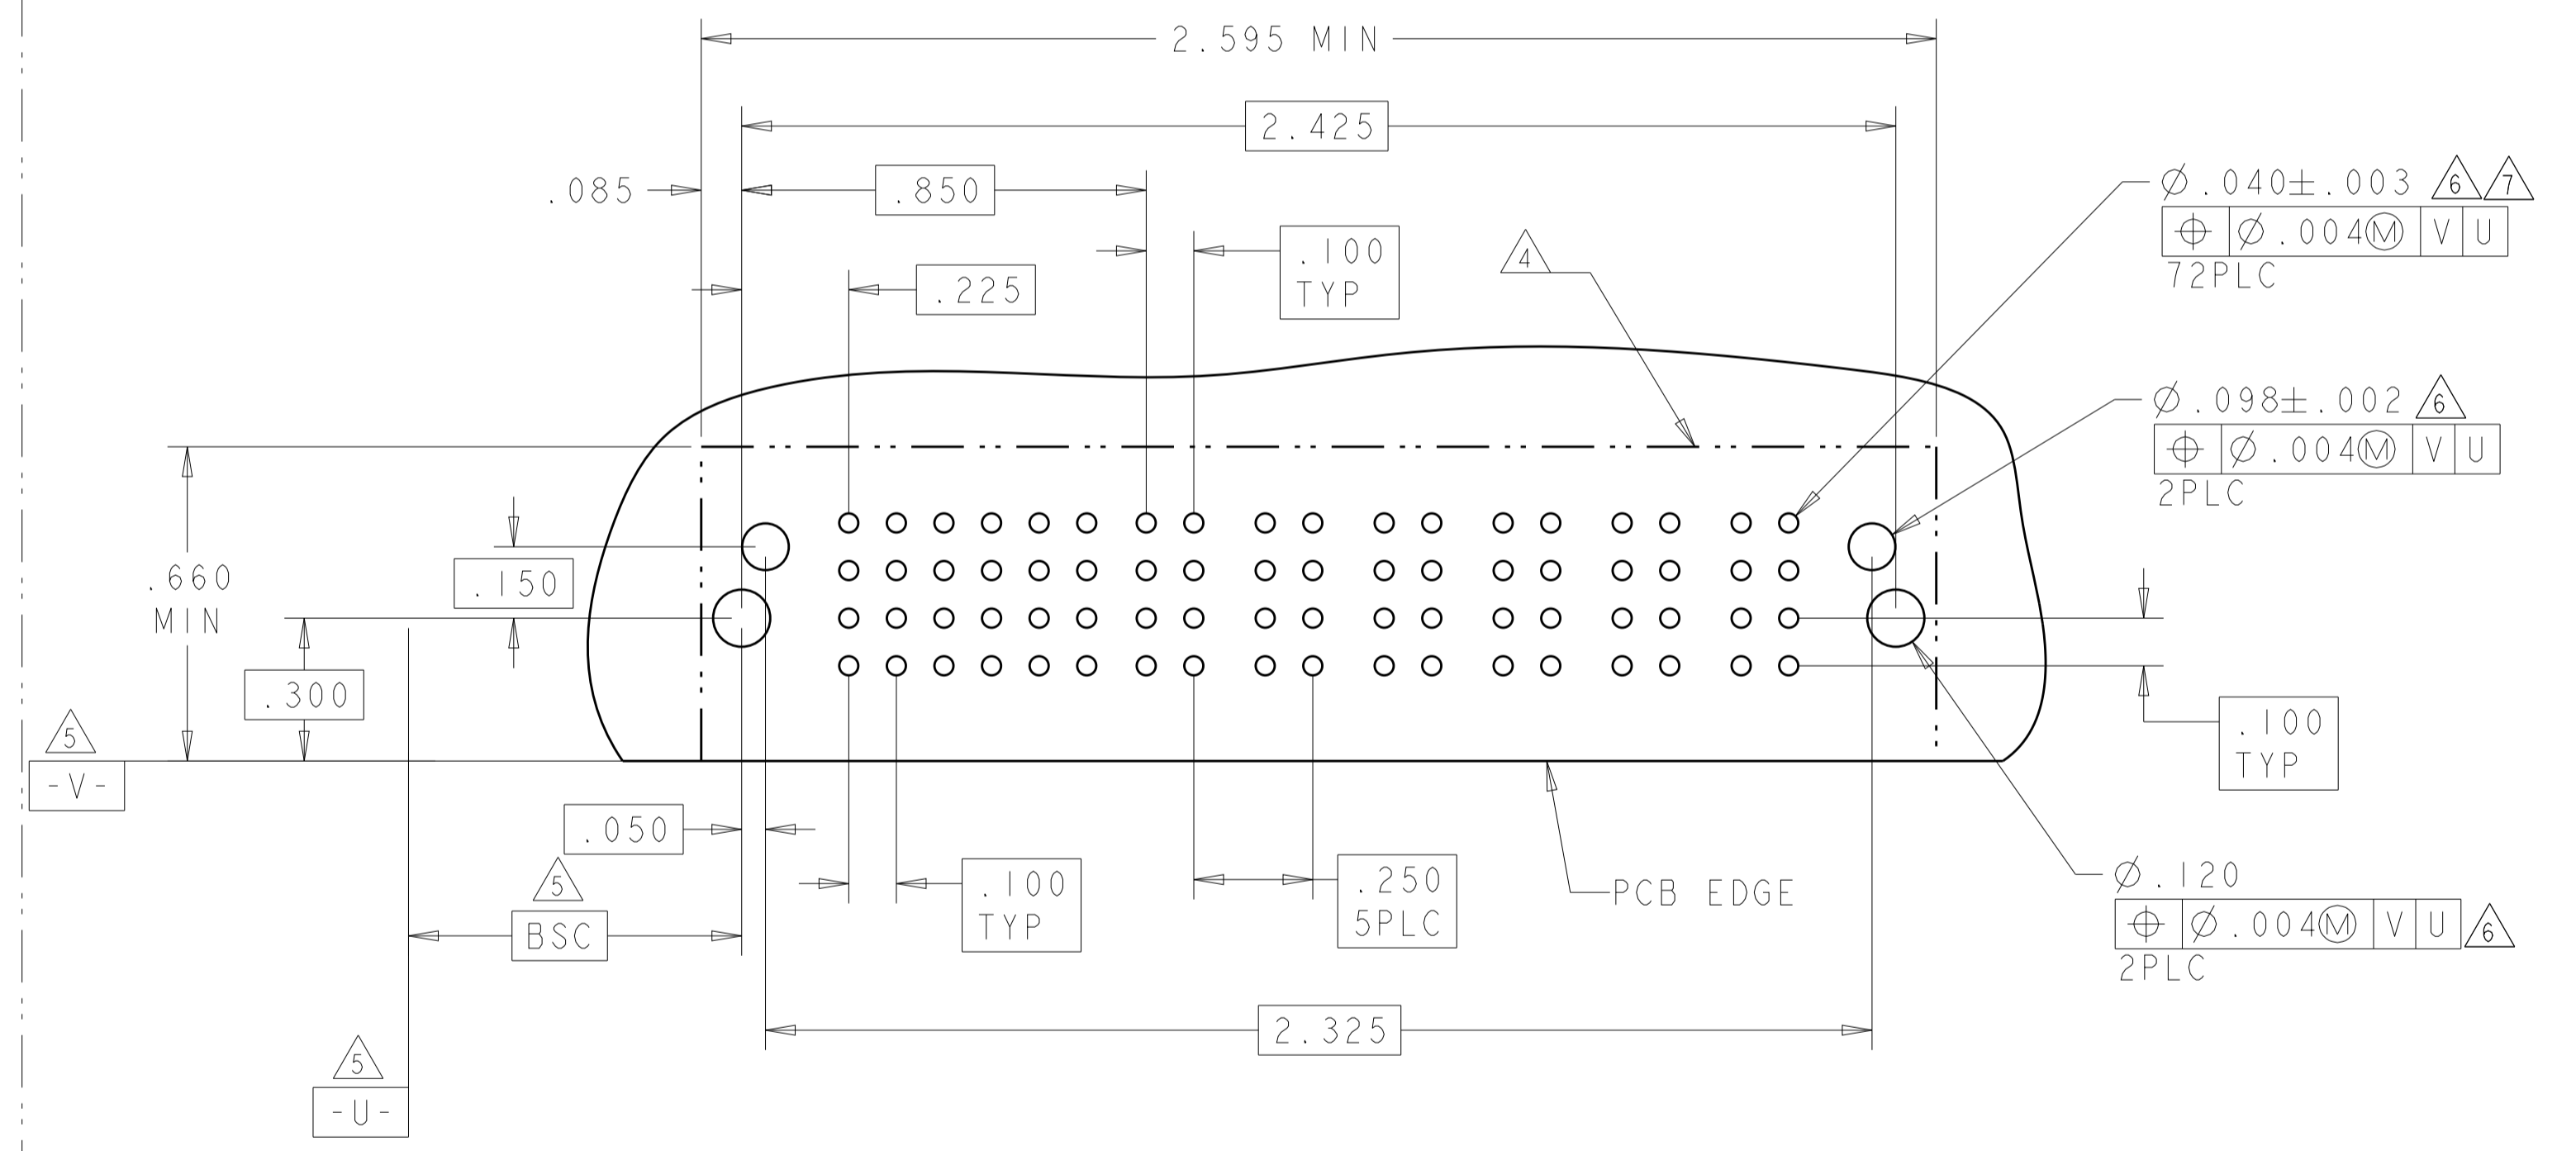 2.595 MIN
2.425
.085
.850
.100
TYP
.225
4
Ø.040±.003 6 7
⌖ Ø.004Ⓜ V U
72PLC
Ø.098±.002 6
⌖ Ø.004Ⓜ V U
2PLC
.660
MIN
.150
.300
5
-V-
.100
TYP
.050
5
BSC
.100
TYP
.250
5PLC
PCB EDGE
Ø.120
⌖ Ø.004Ⓜ V U 6
2PLC
2.325
5
-U-